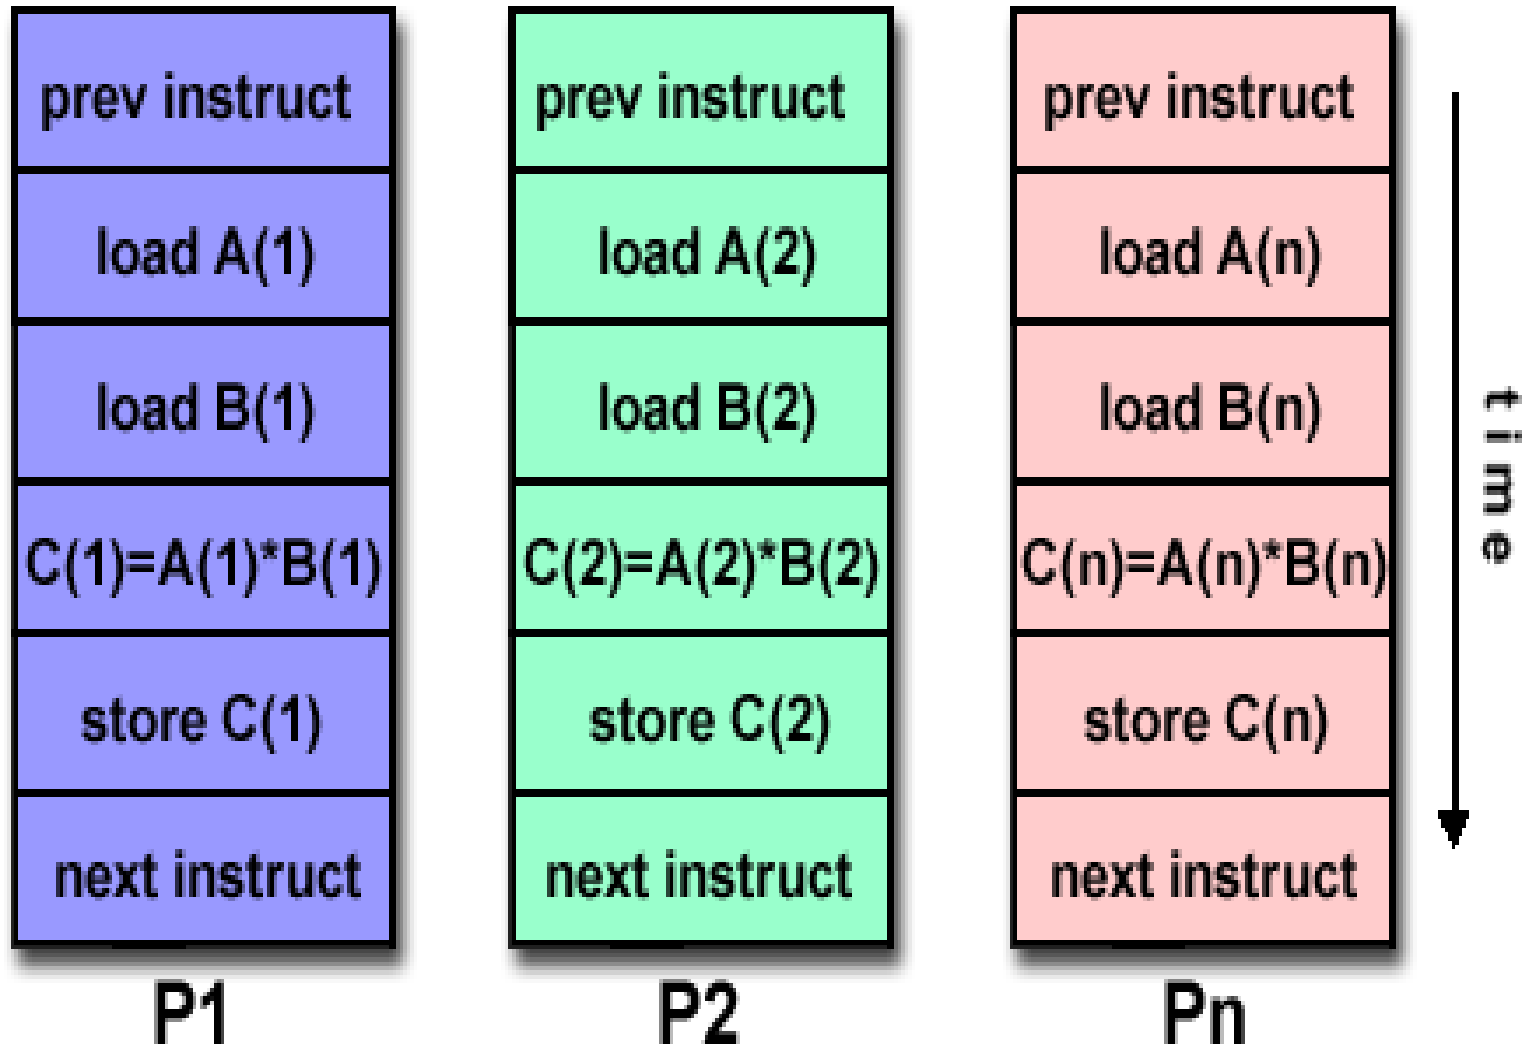 prev instruct
load A(1)
load B(1)
C(1)=A(1)*B(1)
store C(1)
next instruct
P1
prev instruct
load A(2)
load B(2)
C(2)=A(2)*B(2)
store C(2)
next instruct
P2
prev instruct
load A(n)
load B(n)
C(n)=A(n)*B(n)
store C(n)
next instruct
Pn
time